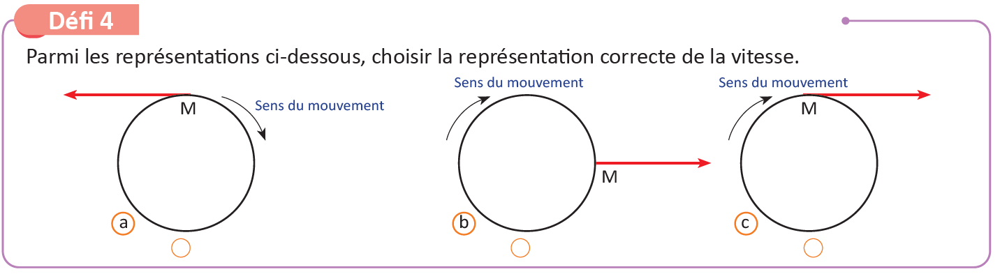 Défi 4
Parmi les représentations ci-dessous, choisir la représentation correcte de la vitesse.
M
Sens du mouvement
a
Sens du mouvement
M
b
Sens du mouvement
M
c